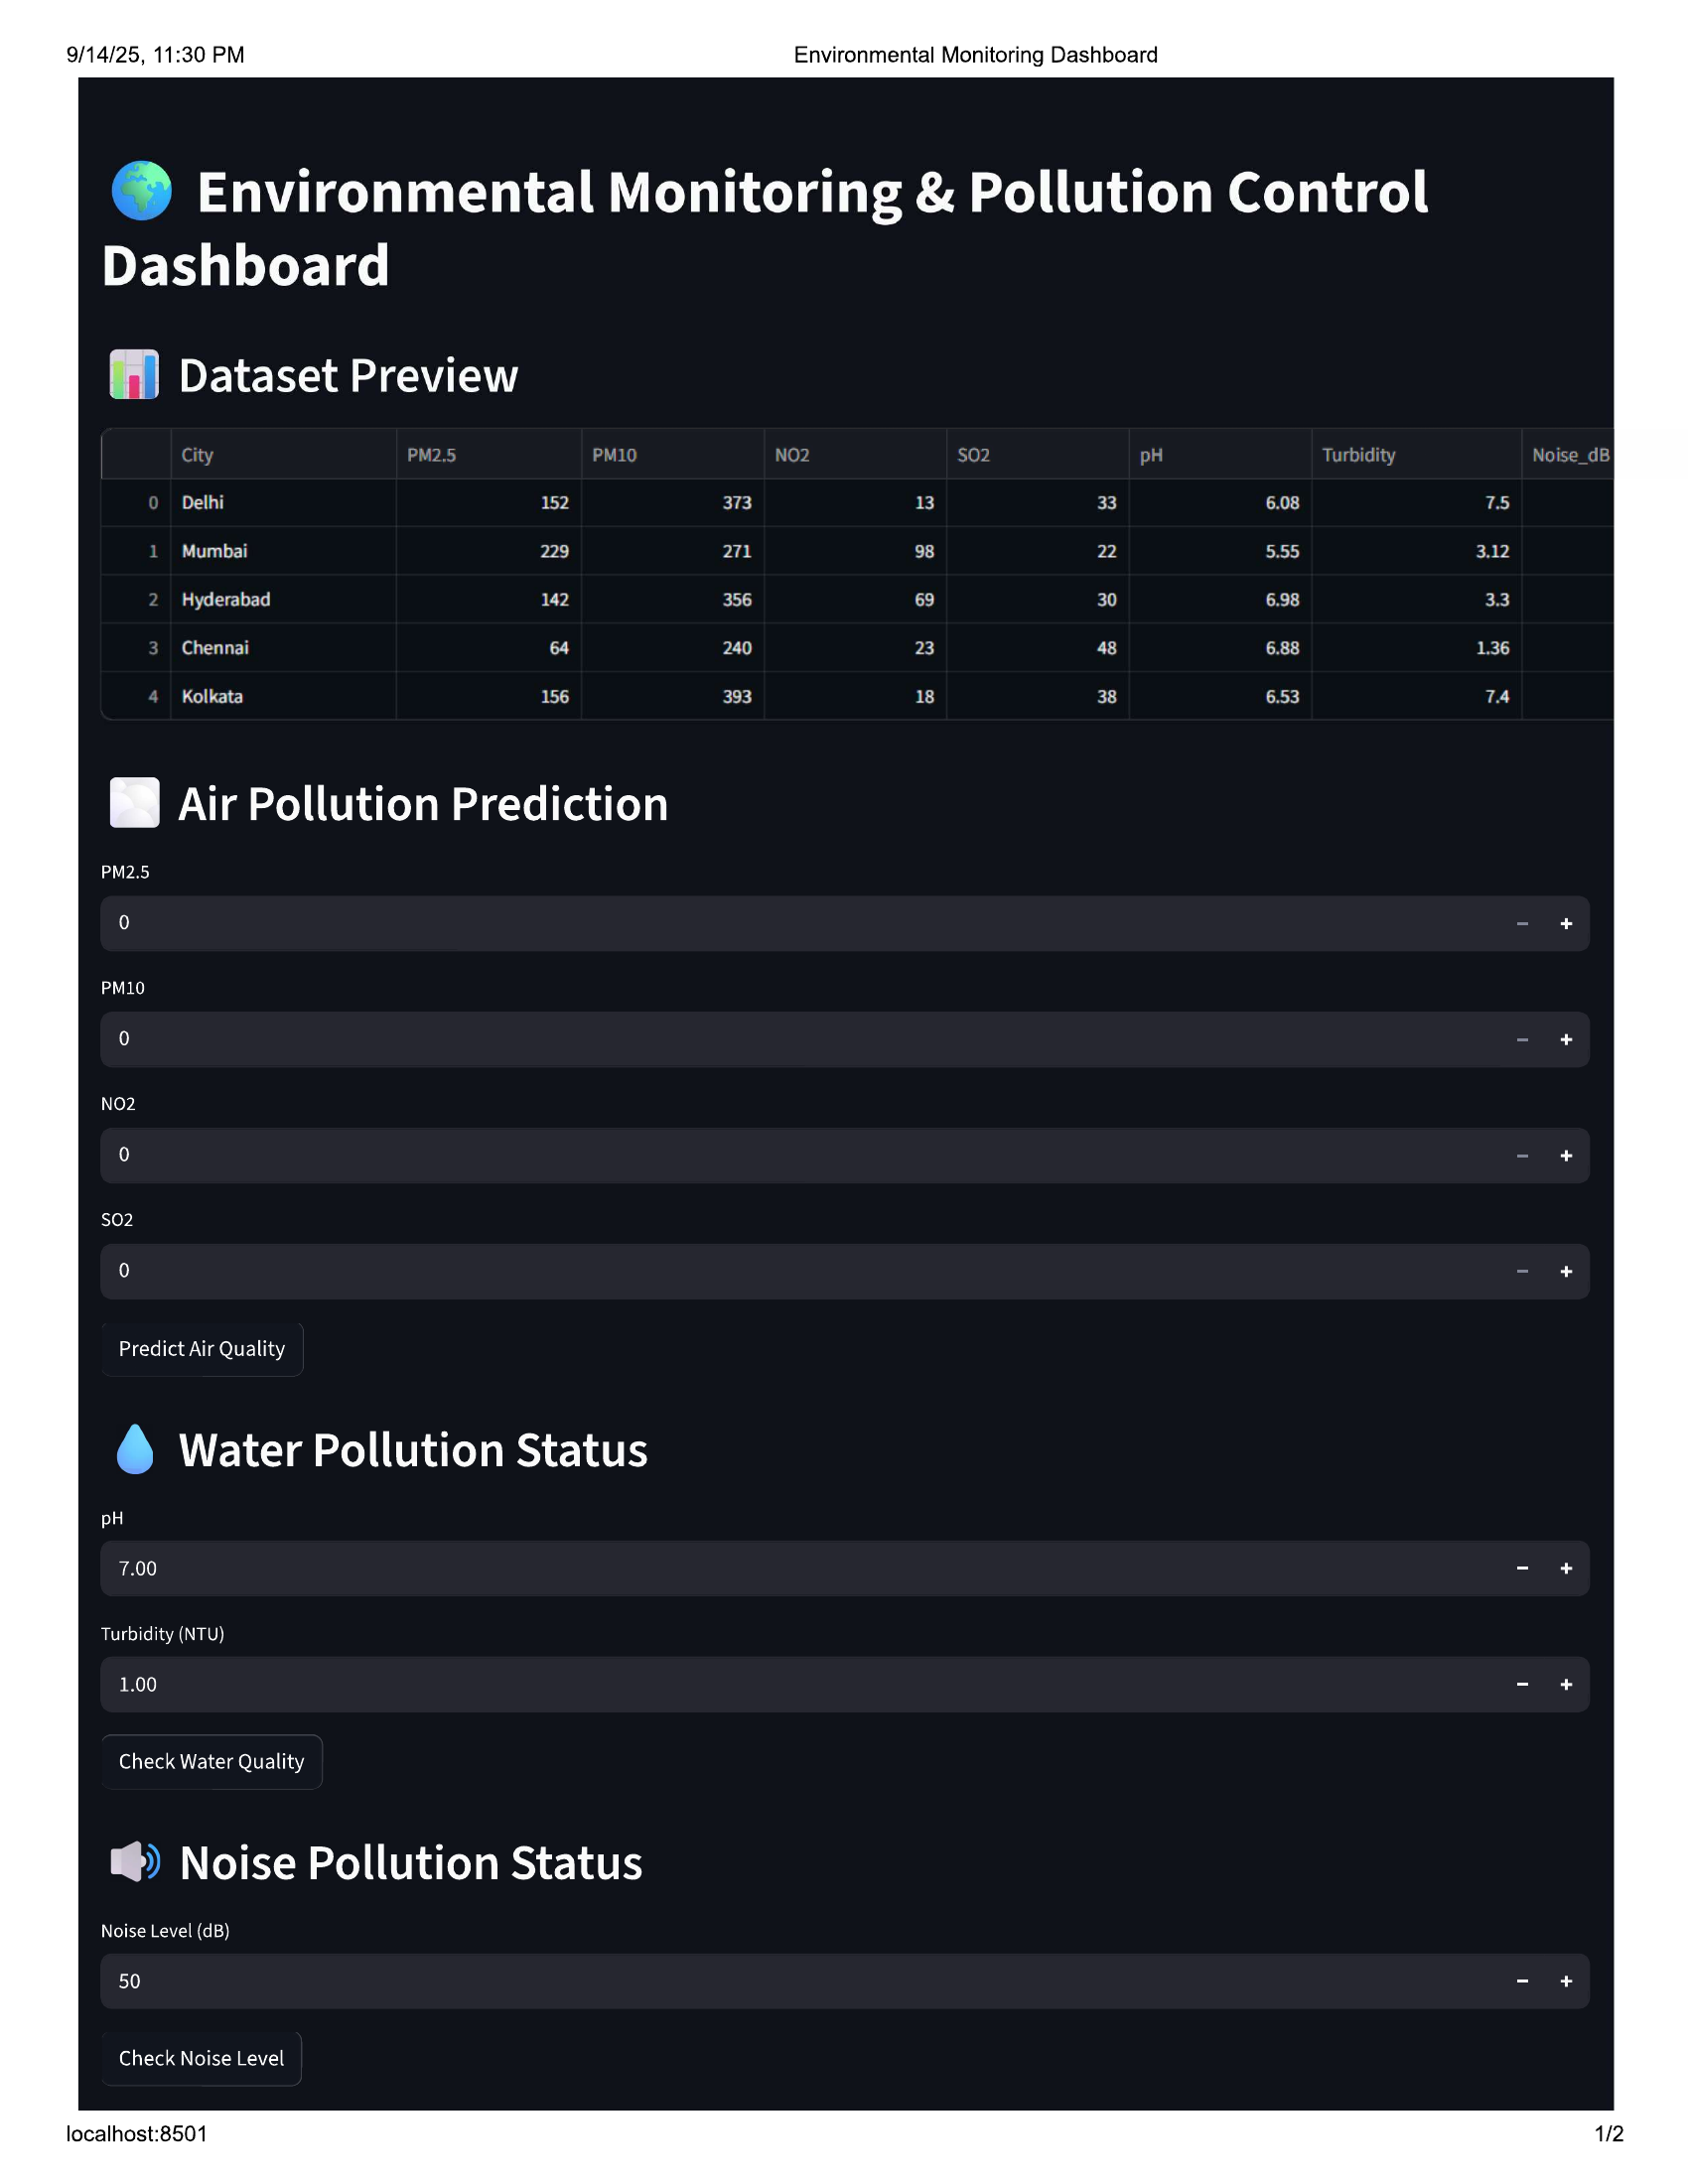 9/14/25, 11:30 PM Environmental Monitoring Dashboard
Environmental Monitoring & Pollution Control
Dashboard
Dataset Preview
City PM2.5 PM10 NO2 SO2 pH Turbidity Noise_dB
0 Delhi 152 373 13 33 6.08 7.5
1 Mumbai 229 271 98 22 5.55 3.12
2 Hyderabad 142 356 69 30 6.98 3.3
3 Chennai 64 240 23 48 6.88 1.36
4 Kolkata 156 393 18 38 6.53 7.4
Air Pollution Prediction
PM2.5
0 − +
PM10
0 − +
NO2
0 − +
SO2
0 − +
Predict Air Quality
Water Pollution Status
pH
7.00 − +
Turbidity (NTU)
1.00 − +
Check Water Quality
Noise Pollution Status
Noise Level (dB)
50 − +
Check Noise Level
localhost:8501 1/2